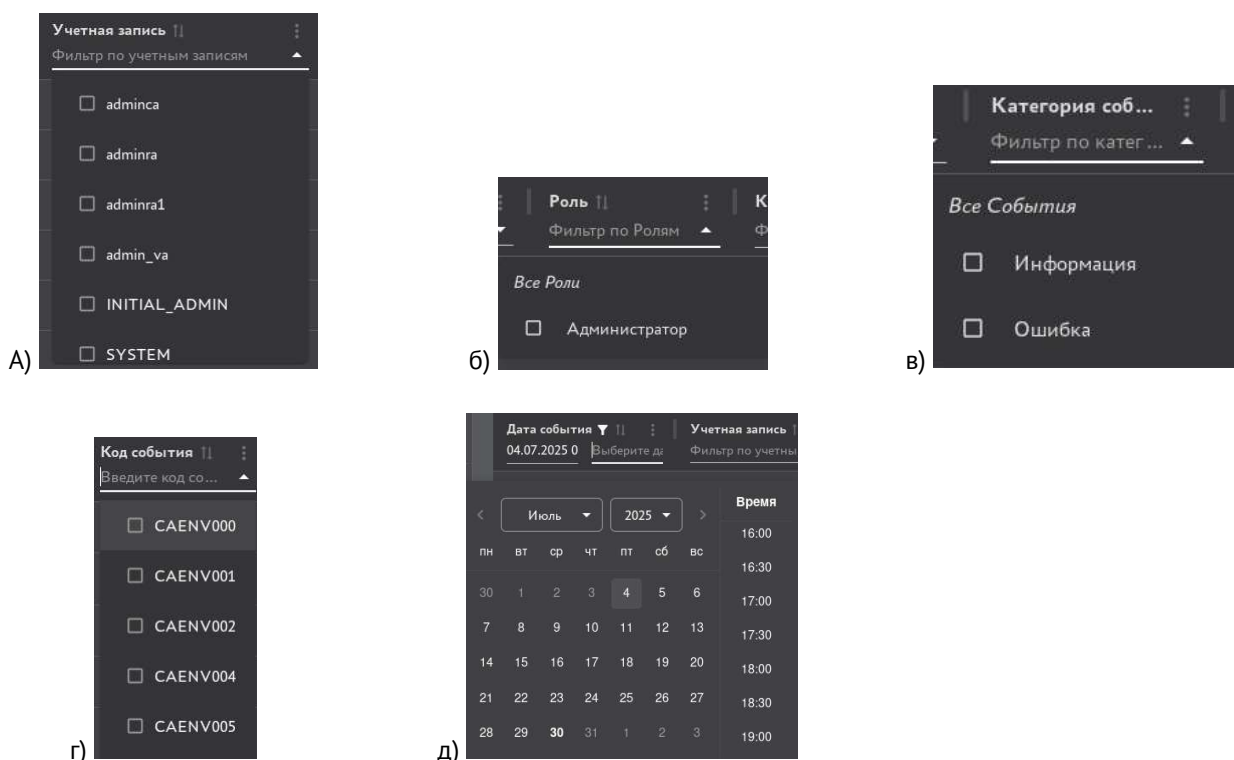 Учетная запись
Фильтр по учетным записям
adminca
adminra
adminra1
admin_va
INITIAL_ADMIN
SYSTEM
А)
Роль
К
Фильтр по Ролям
Ф
Все Роли
Администратор
б)
Категория соб...
Фильтр по катег ...
Все События
Информация
Ошибка
в)
Код события
Введите код со...
CAENV000
CAENV001
CAENV002
CAENV004
CAENV005
г)
Дата события Учетная запись
04.07.2025 0 Выберите да Фильтр по учетны
Июль 2025 Время
16:00
пн вт ср чт пт сб вс
16:30
30 1 2 3 4 5 6
17:00
7 8 9 10 11 12 13
17:30
14 15 16 17 18 19 20
18:00
21 22 23 24 25 26 27
18:30
28 29 30 31 1 2 3
19:00
д)